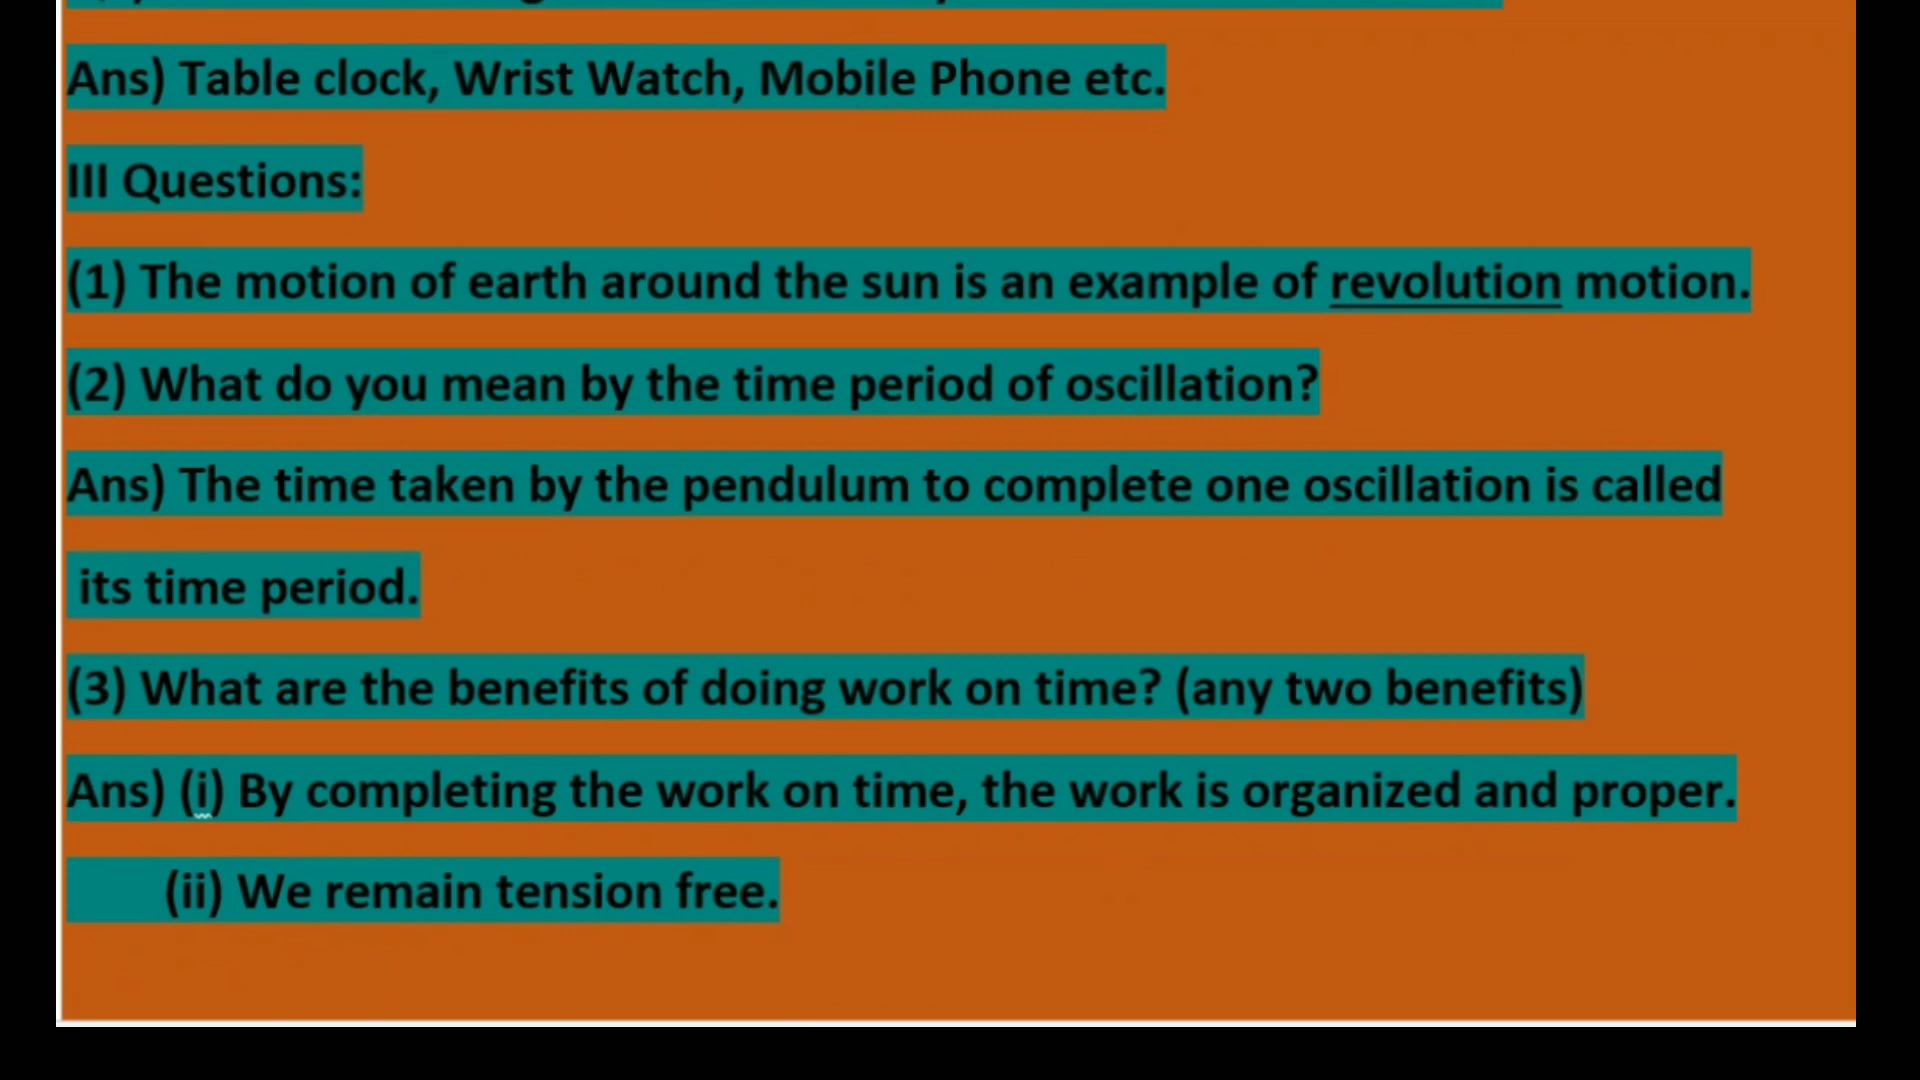 Ans) Table clock, Wrist Watch, Mobile Phone etc.
III Questions:
(1) The motion of earth around the sun is an example of revolution motion.
(2) What do you mean by the time period of oscillation?
Ans) The time taken by the pendulum to complete one oscillation is called
its time period.
(3) What are the benefits of doing work on time? (any two benefits)
Ans) (i) By completing the work on time, the work is organized and proper.
(ii) We remain tension free.